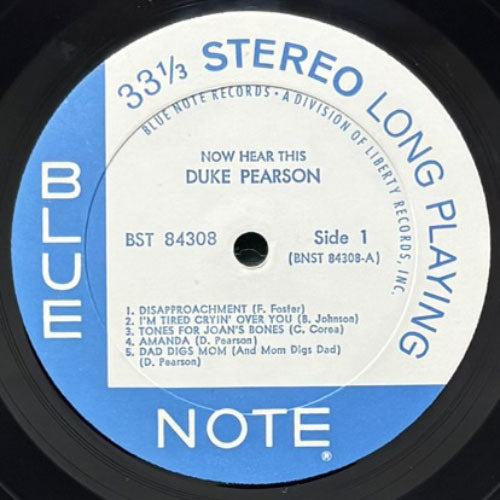 33⅓ STEREO LONG PLAYING
BLUE NOTE RECORDS • A DIVISION OF LIBERTY RECORDS, INC.
NOW HEAR THIS
DUKE PEARSON
BST 84308
Side 1
(BNST 84308-A)
1. DISAPPROACHMENT (F. Foster)
2. I'M TIRED CRYIN' OVER YOU (B. Johnson)
3. TONES FOR JOAN'S BONES (C. Corea)
4. AMANDA (D. Pearson)
5. DAD DIGS MOM (And Mom Digs Dad)
(D. Pearson)
BLUE
NOTE®